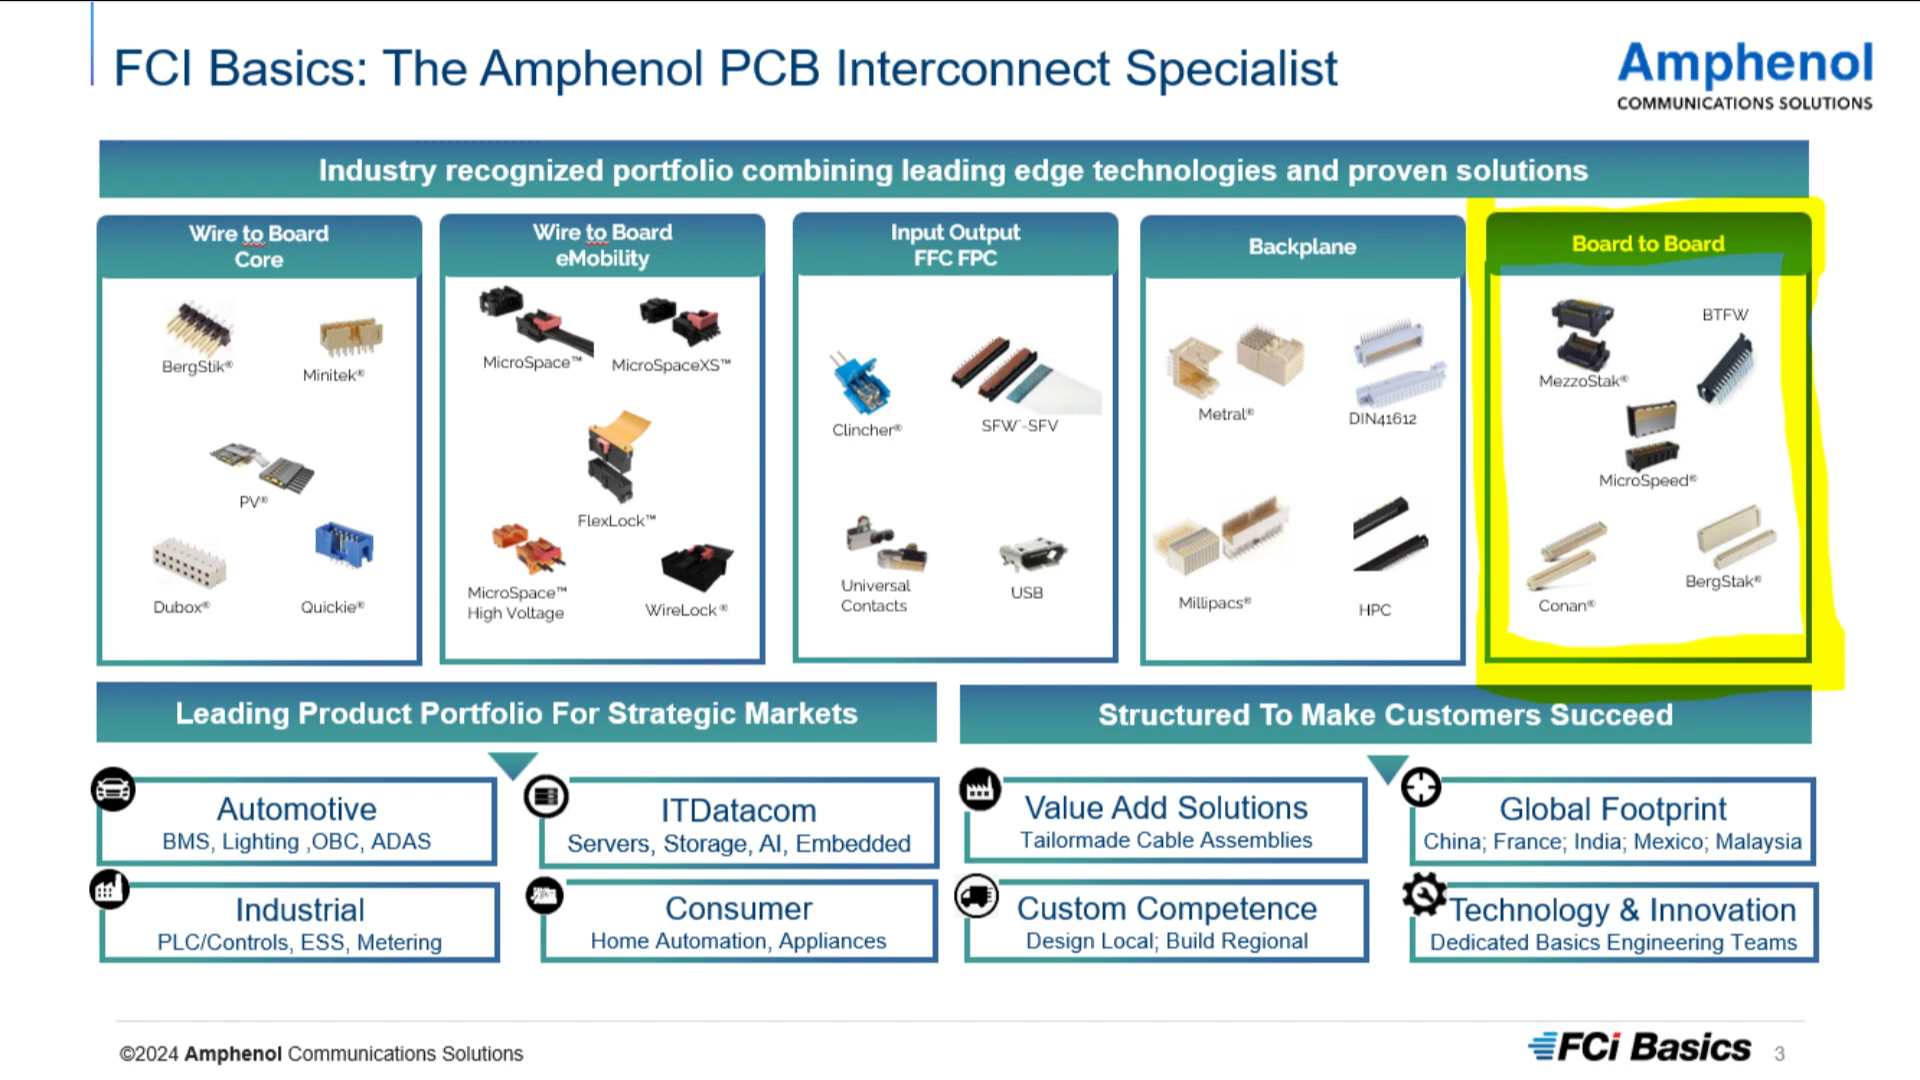 FCI Basics: The Amphenol PCB Interconnect Specialist
Amphenol
COMMUNICATIONS SOLUTIONS
Industry recognized portfolio combining leading edge technologies and proven solutions
Wire to Board
Core
BergStik®
Minitek®
PV®
Dubox®
Quickie®
Wire to Board
eMobility
MicroSpace™
MicroSpaceXS™
FlexLock™
MicroSpace™
High Voltage
WireLock®
Input Output
FFC FPC
Clincher®
SFW´-SFV
Universal
Contacts
USB
Backplane
Metral®
DIN41612
Millipacs®
HPC
Board to Board
MezzoStak®
BTFW
MicroSpeed®
Conan®
BergStak®
Leading Product Portfolio For Strategic Markets
Automotive
BMS, Lighting ,OBC, ADAS
ITDatacom
Servers, Storage, AI, Embedded
Industrial
PLC/Controls, ESS, Metering
Consumer
Home Automation, Appliances
Structured To Make Customers Succeed
Value Add Solutions
Tailormade Cable Assemblies
Global Footprint
China; France; India; Mexico; Malaysia
Custom Competence
Design Local; Build Regional
Technology & Innovation
Dedicated Basics Engineering Teams
©2024 Amphenol Communications Solutions
FCi Basics
3